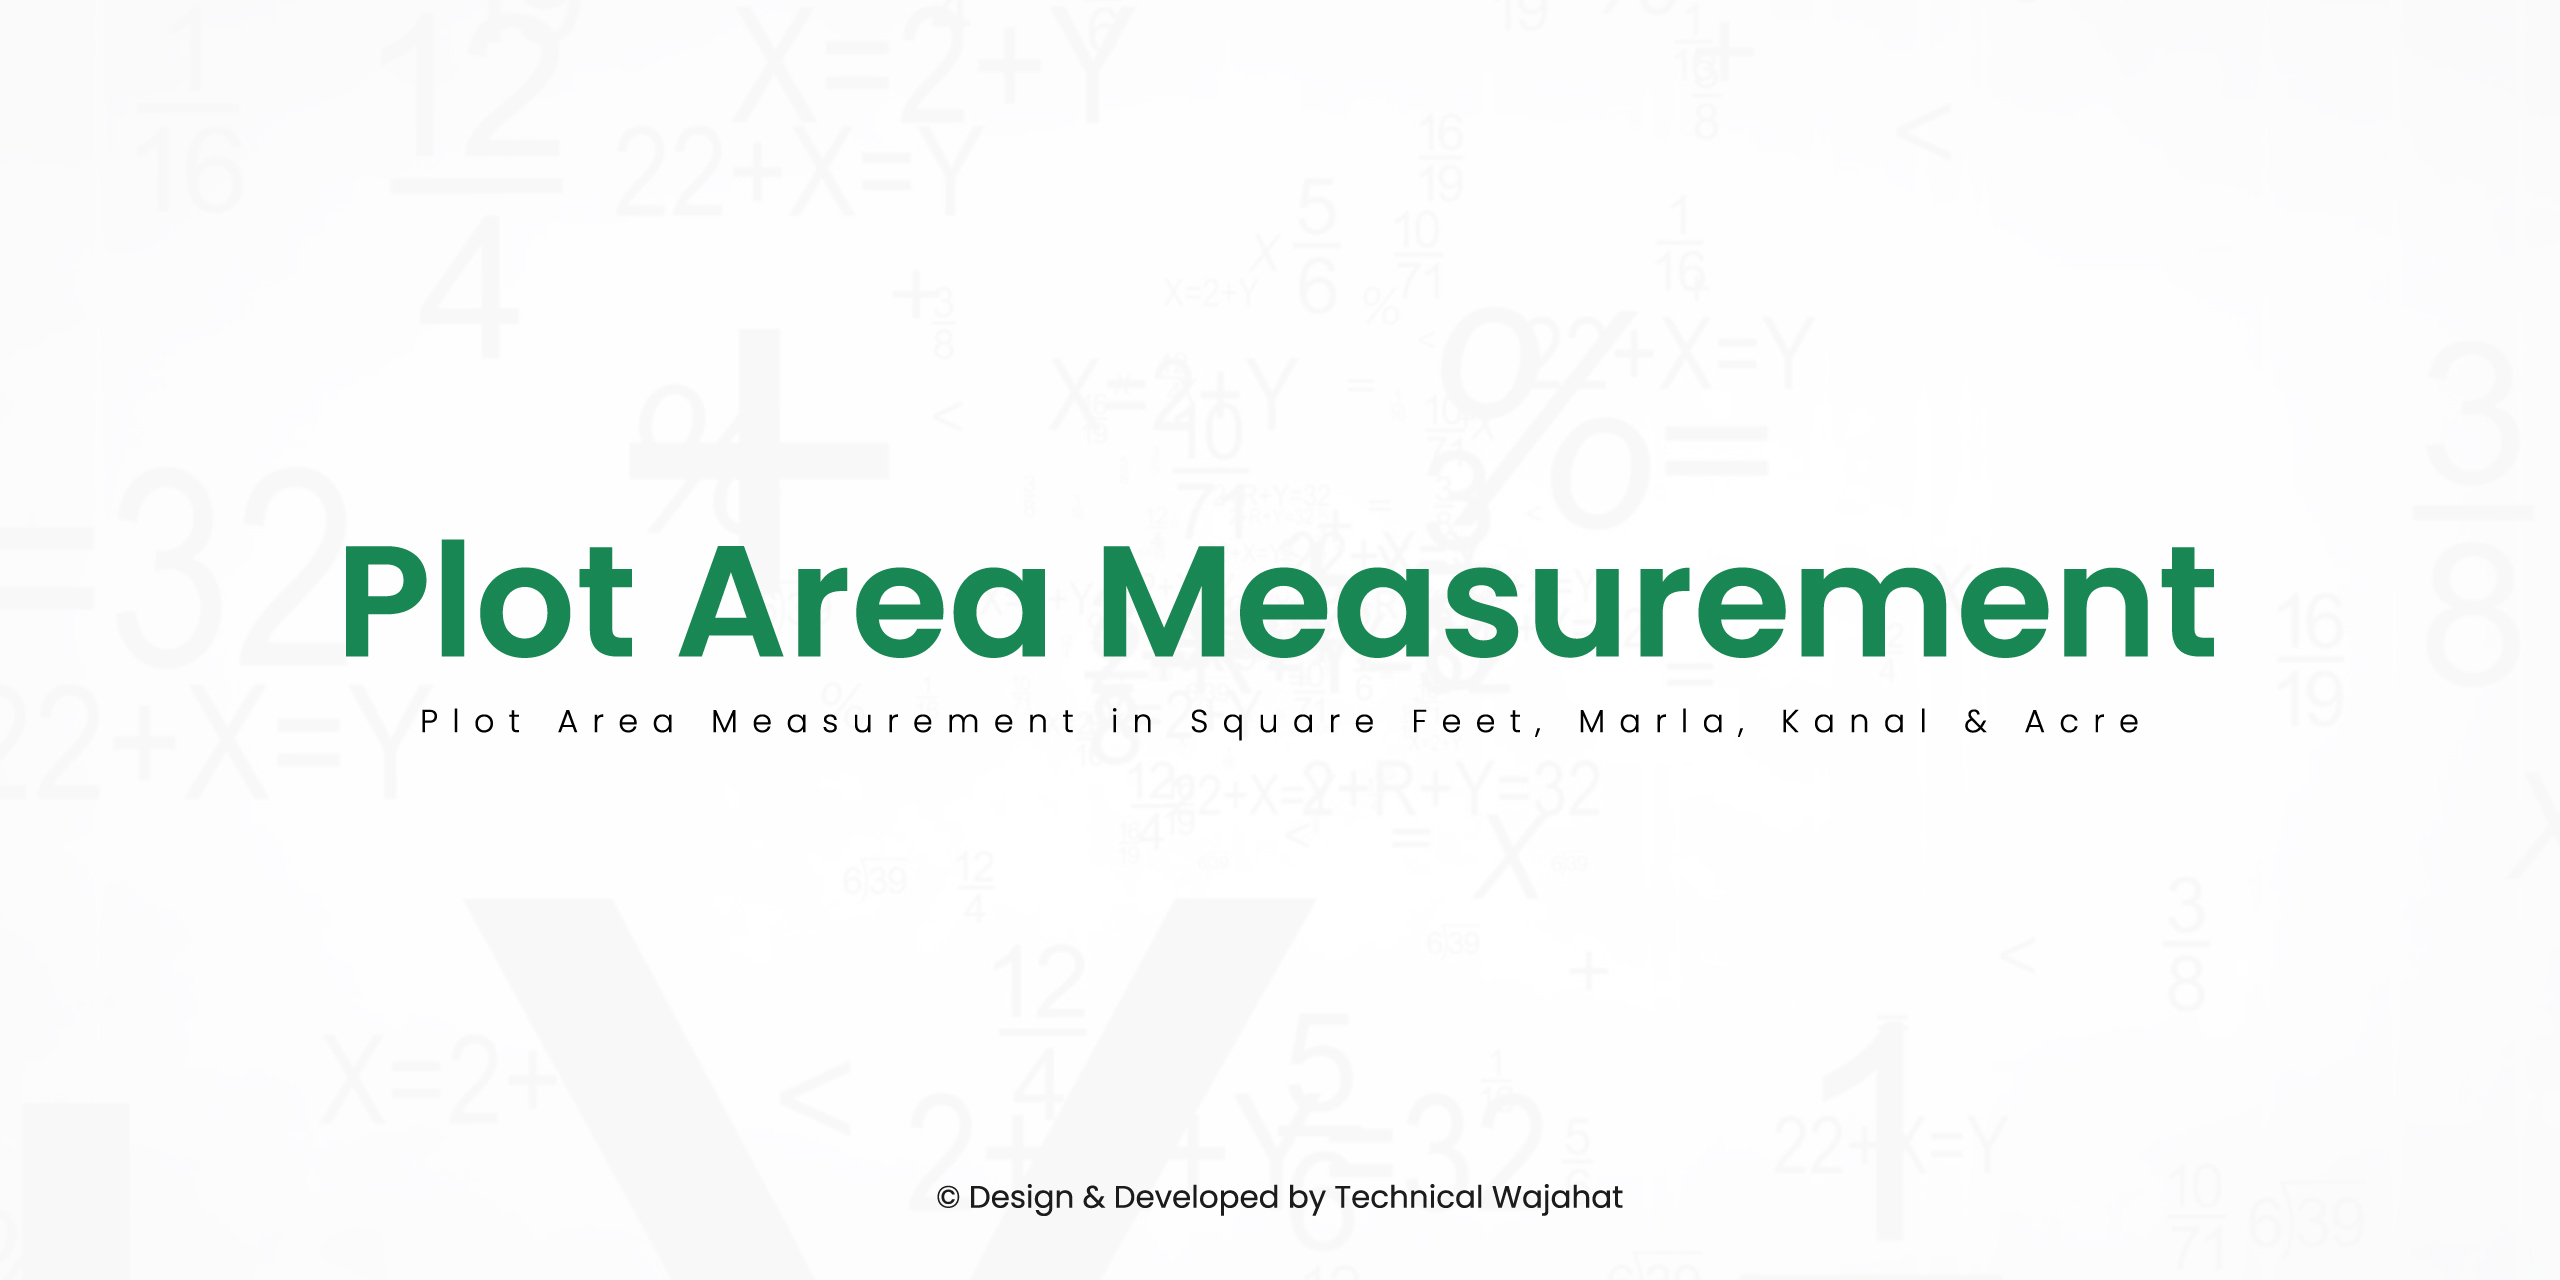 Plot Area Measurement
Plot Area Measurement in Square Feet, Marla, Kanal & Acre
© Design & Developed by Technical Wajahat